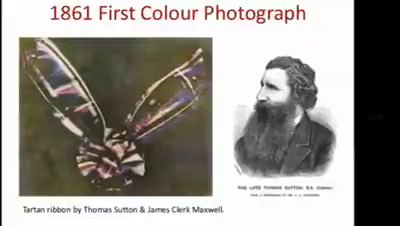 1861 First Colour Photograph
THE LATE THOMAS SUTTON, B.A.
Tartan ribbon by Thomas Sutton & James Clerk Maxwell.